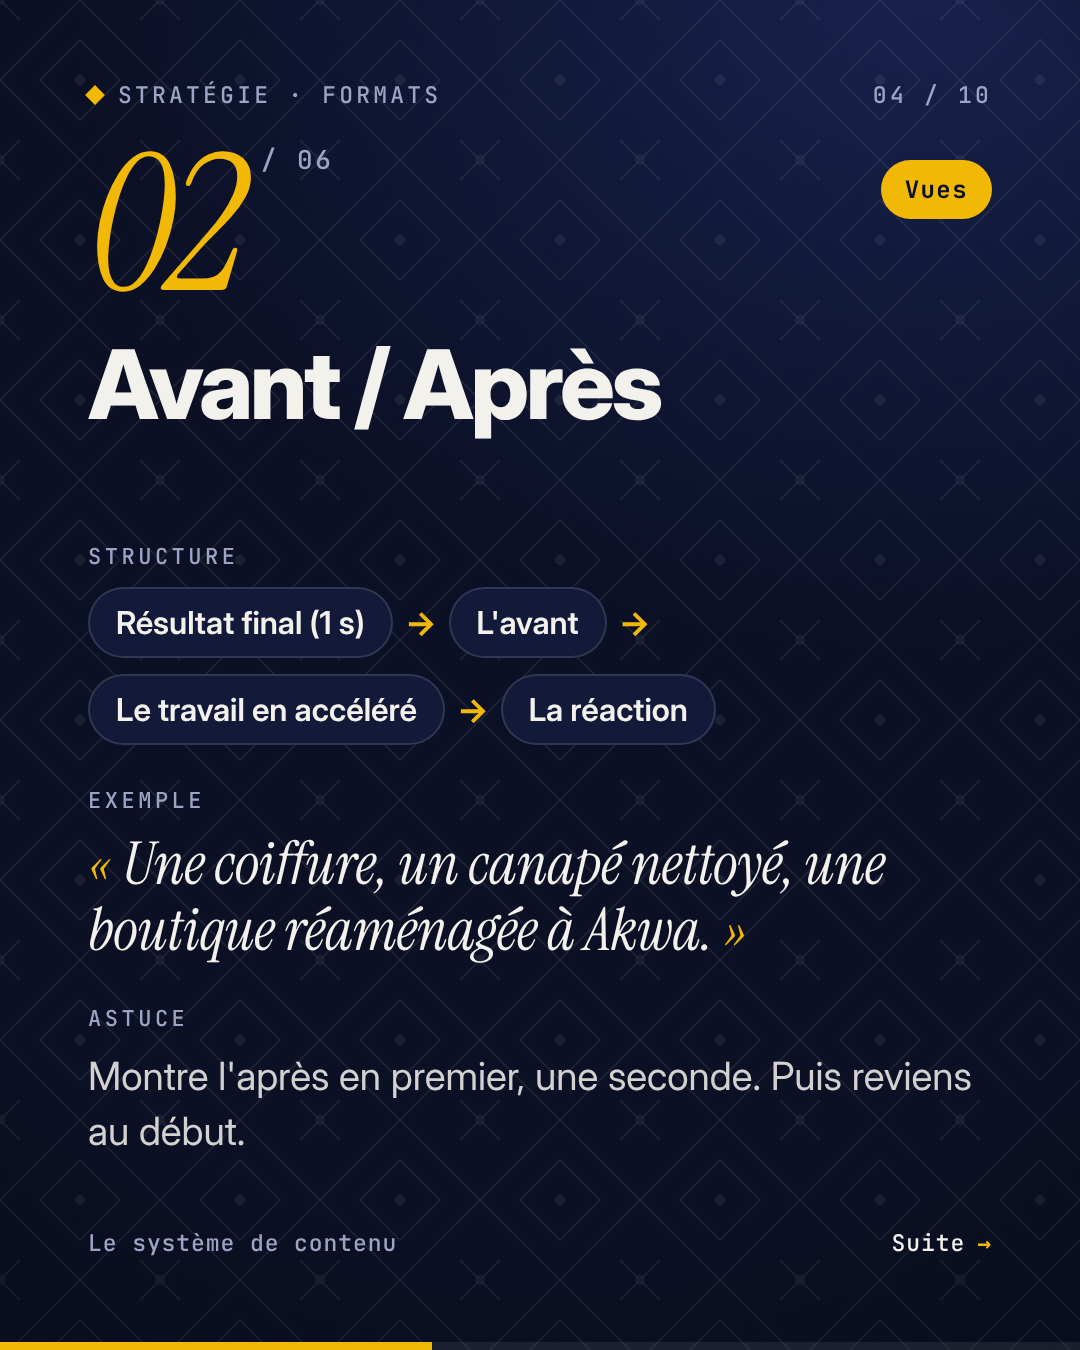 STRATÉGIE · FORMATS
04 / 10
02 / 06
Vues
Avant / Après
STRUCTURE
Résultat final (1 s) → L'avant →
Le travail en accéléré → La réaction
EXEMPLE
« Une coiffure, un canapé nettoyé, une
boutique réaménagée à Akwa. »
ASTUCE
Montre l'après en premier, une seconde. Puis reviens
au début.
Le système de contenu
Suite →